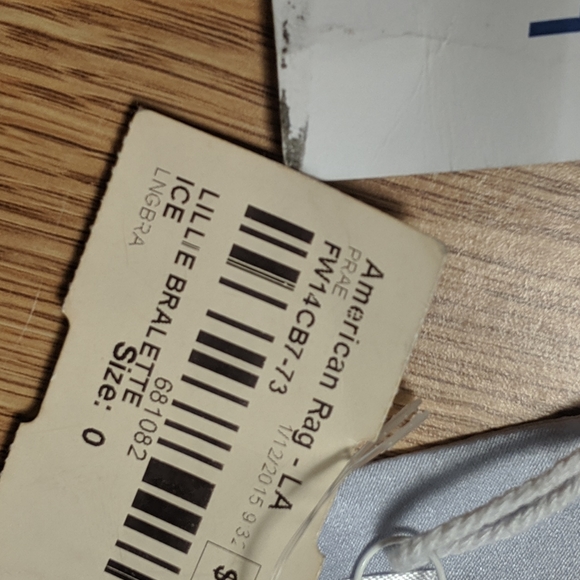 American Rag - LA
PRAE
FW14CB7-73 1/12/2015 9:3
681082
LILLIE BRALETTE
ICE Size: 0
LNGBRA
$